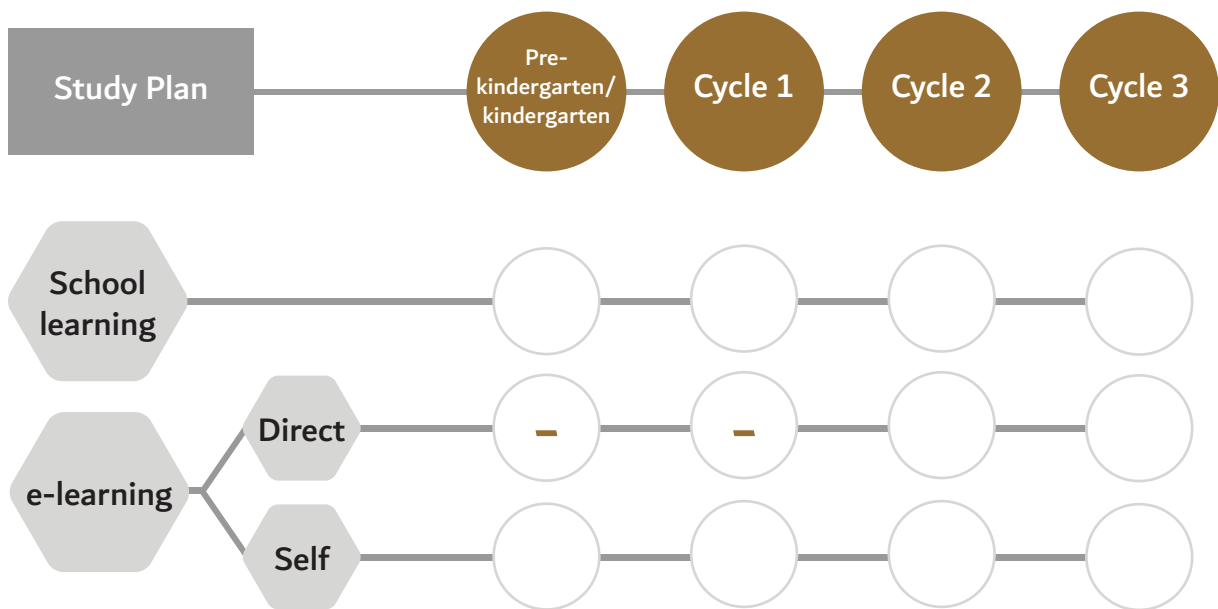 Study Plan
Pre-
kindergarten/
kindergarten
Cycle 1
Cycle 2
Cycle 3
School
learning
e-learning
Direct
-
-
Self